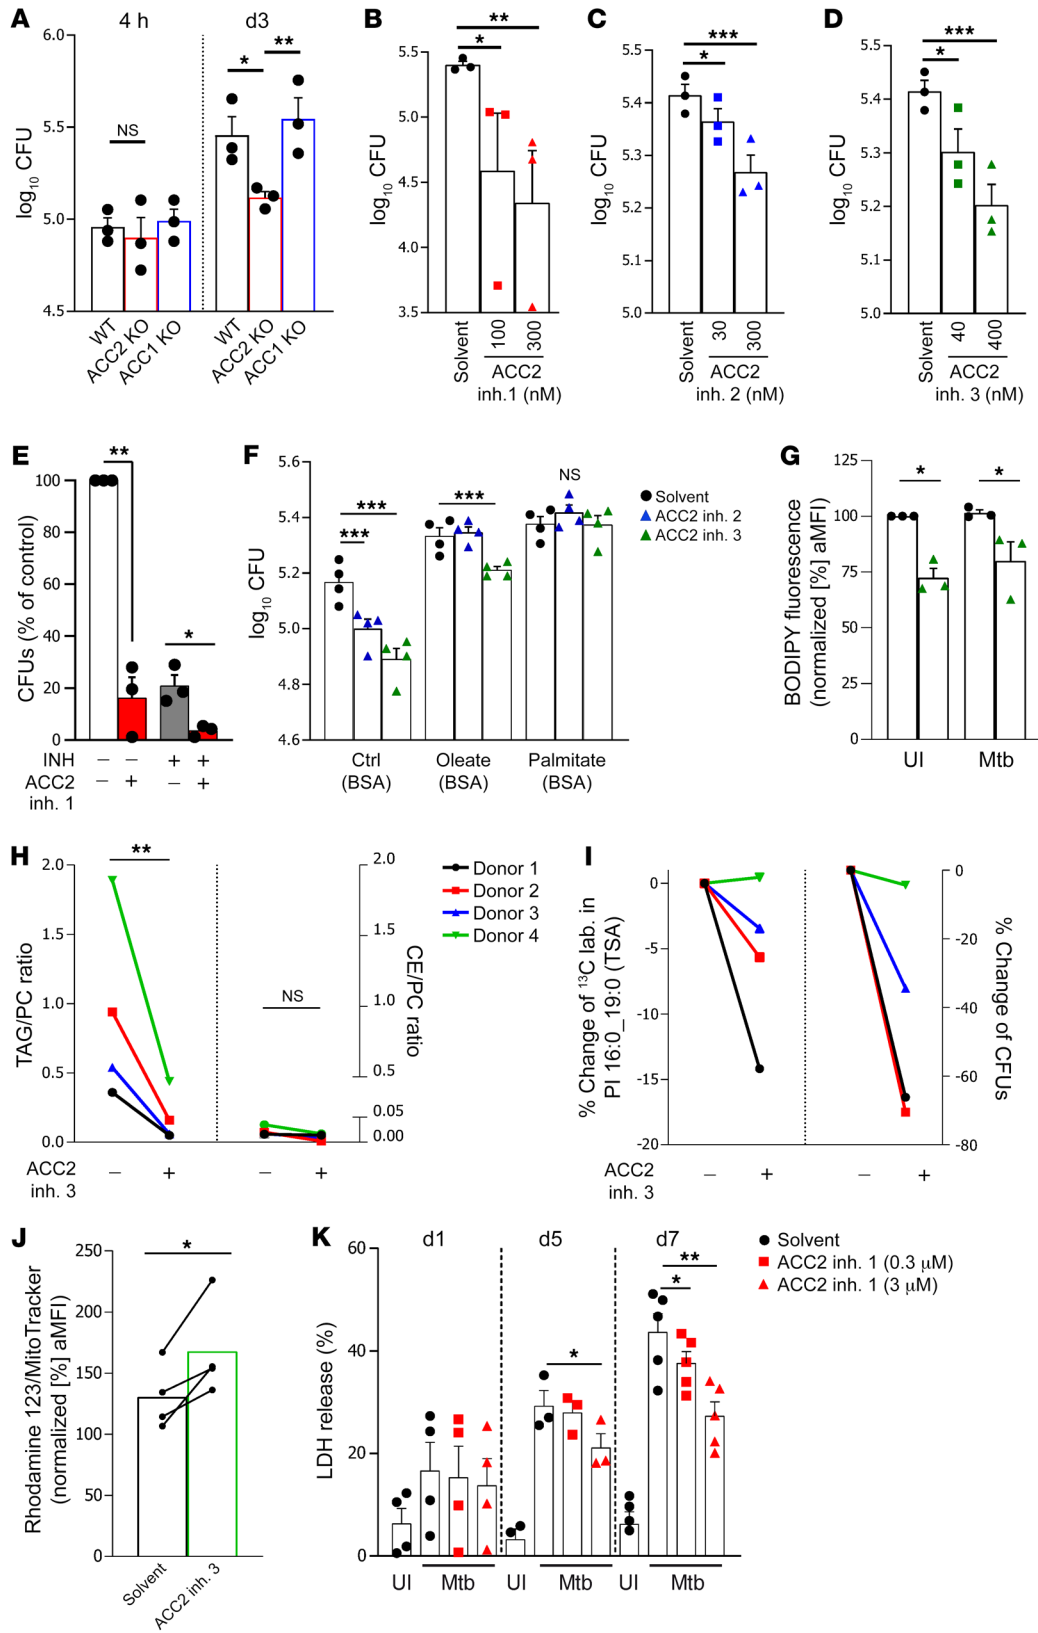 A
4 h
d3
6.0
5.5
5.0
4.5
log10 CFU
NS
*
**
WT
ACC2 KO
ACC1 KO
WT
ACC2 KO
ACC1 KO
B
**
*
5.5
5.0
4.5
4.0
3.5
log10 CFU
Solvent
100
300
ACC2
inh.1 (nM)
C
***
*
5.5
5.4
5.3
5.2
5.1
5.0
log10 CFU
Solvent
30
300
ACC2
inh. 2 (nM)
D
***
*
5.5
5.4
5.3
5.2
5.1
5.0
log10 CFU
Solvent
40
400
ACC2
inh. 3 (nM)
E
**
*
100
80
60
40
20
0
CFUs (% of control)
INH – – + +
ACC2 – + – +
inh. 1
F
5.6
5.4
5.2
5.0
4.8
4.6
log10 CFU
***
***
***
NS
Ctrl
(BSA)
Oleate
(BSA)
Palmitate
(BSA)
Solvent
ACC2 inh. 2
ACC2 inh. 3
G
125
100
75
50
25
0
BODIPY fluorescence
(normalized [%] aMFI)
*
*
UI
Mtb
H
**
2.0
1.5
1.0
0.5
0.0
TAG/PC ratio
NS
2.0
1.5
1.0
0.5
0.05
0.00
CE/PC ratio
ACC2 – + – +
inh. 3
Donor 1
Donor 2
Donor 3
Donor 4
I
0
-5
-10
-15
-20
% Change of 13C lab. in
PI 16:0_19:0 (TSA)
0
-20
-40
-60
-80
% Change of CFUs
ACC2 – + – +
inh. 3
J
*
250
200
150
100
50
0
Rhodamine 123/MitoTracker
(normalized [%] aMFI)
Solvent
ACC2 inh. 3
K
d1
d5
d7
60
40
20
0
LDH release (%)
*
**
*
UI
Mtb
UI
Mtb
UI
Mtb
Solvent
ACC2 inh. 1 (0.3 μM)
ACC2 inh. 1 (3 μM)